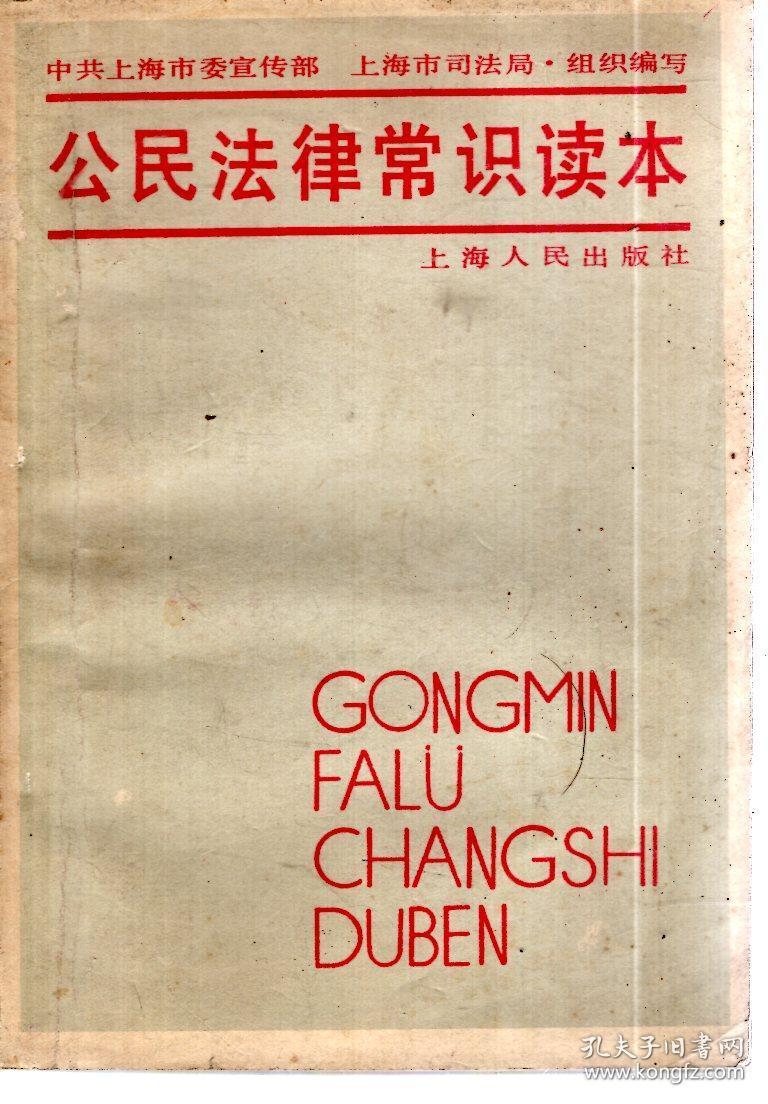 中共上海市委宣传部 上海市司法局·组织编写
公民法律常识读本
上海人民出版社
GONGMIN
FALÜ
CHANGSHI
DUBEN
孔夫子旧書网
www.kongfz.com